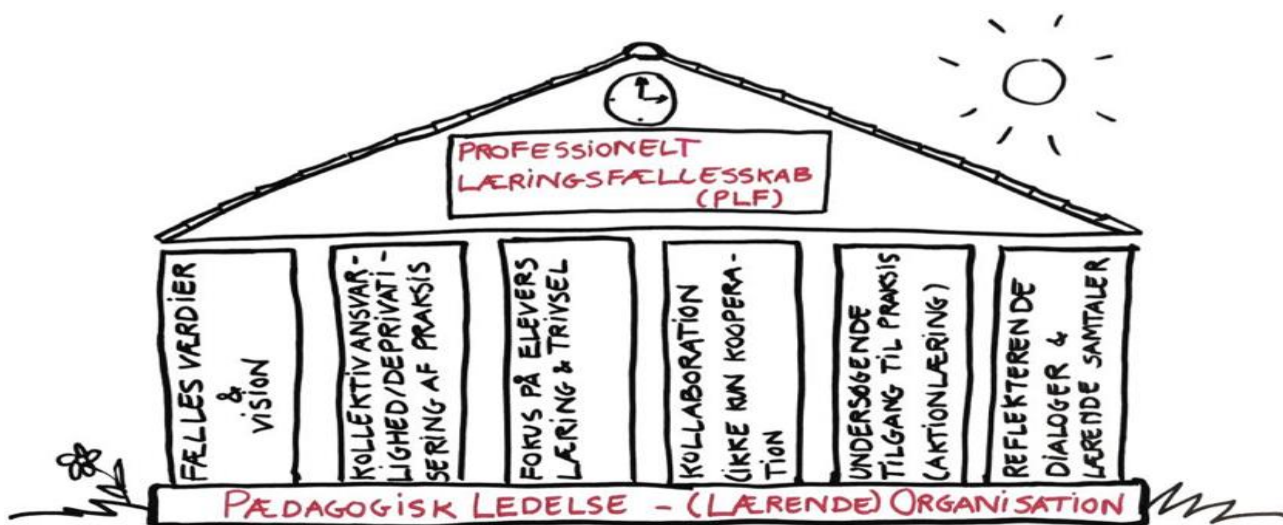 PROFESSIONELT
LÆRINGSFÆLLESSKAB
(PLF)
FÆLLES VÆRDIER
&
VISION
KOLLEKTIV ANSVAR-
LIGHED/DEPRIVATI-
SERING AF PRAKSIS
FOKUS PÅ ELEVERS
LÆRING & TRIVSEL
KOLLABORATION
(IKKE KUN KOOPERA-
TION
UNDERSØGENDE
TILGANG TIL PRAKSIS
(AKTIONLÆRING)
REFLEKTERENDE
DIALOGER &
LÆRENDE SAMTALER
PÆDAGOGISK LEDELSE - (LÆRENDE) ORGANISATION